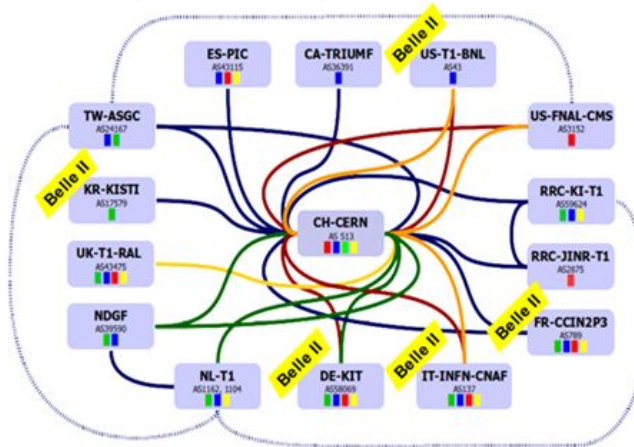 Belle II
ES-PIC
AS43115
CA-TRIUMF
AS36391
US-T1-BNL
AS43
TW-ASGC
AS24167
US-FNAL-CMS
AS3152
Belle II
KR-KISTI
AS17579
RRC-KI-T1
AS59624
CH-CERN
AS 513
UK-T1-RAL
AS43475
RRC-JINR-T1
AS2875
NDGF
AS39590
Belle II
FR-CCIN2P3
AS789
Belle II
Belle II
NL-T1
AS1162, 1104
DE-KIT
AS58069
IT-INFN-CNAF
AS137